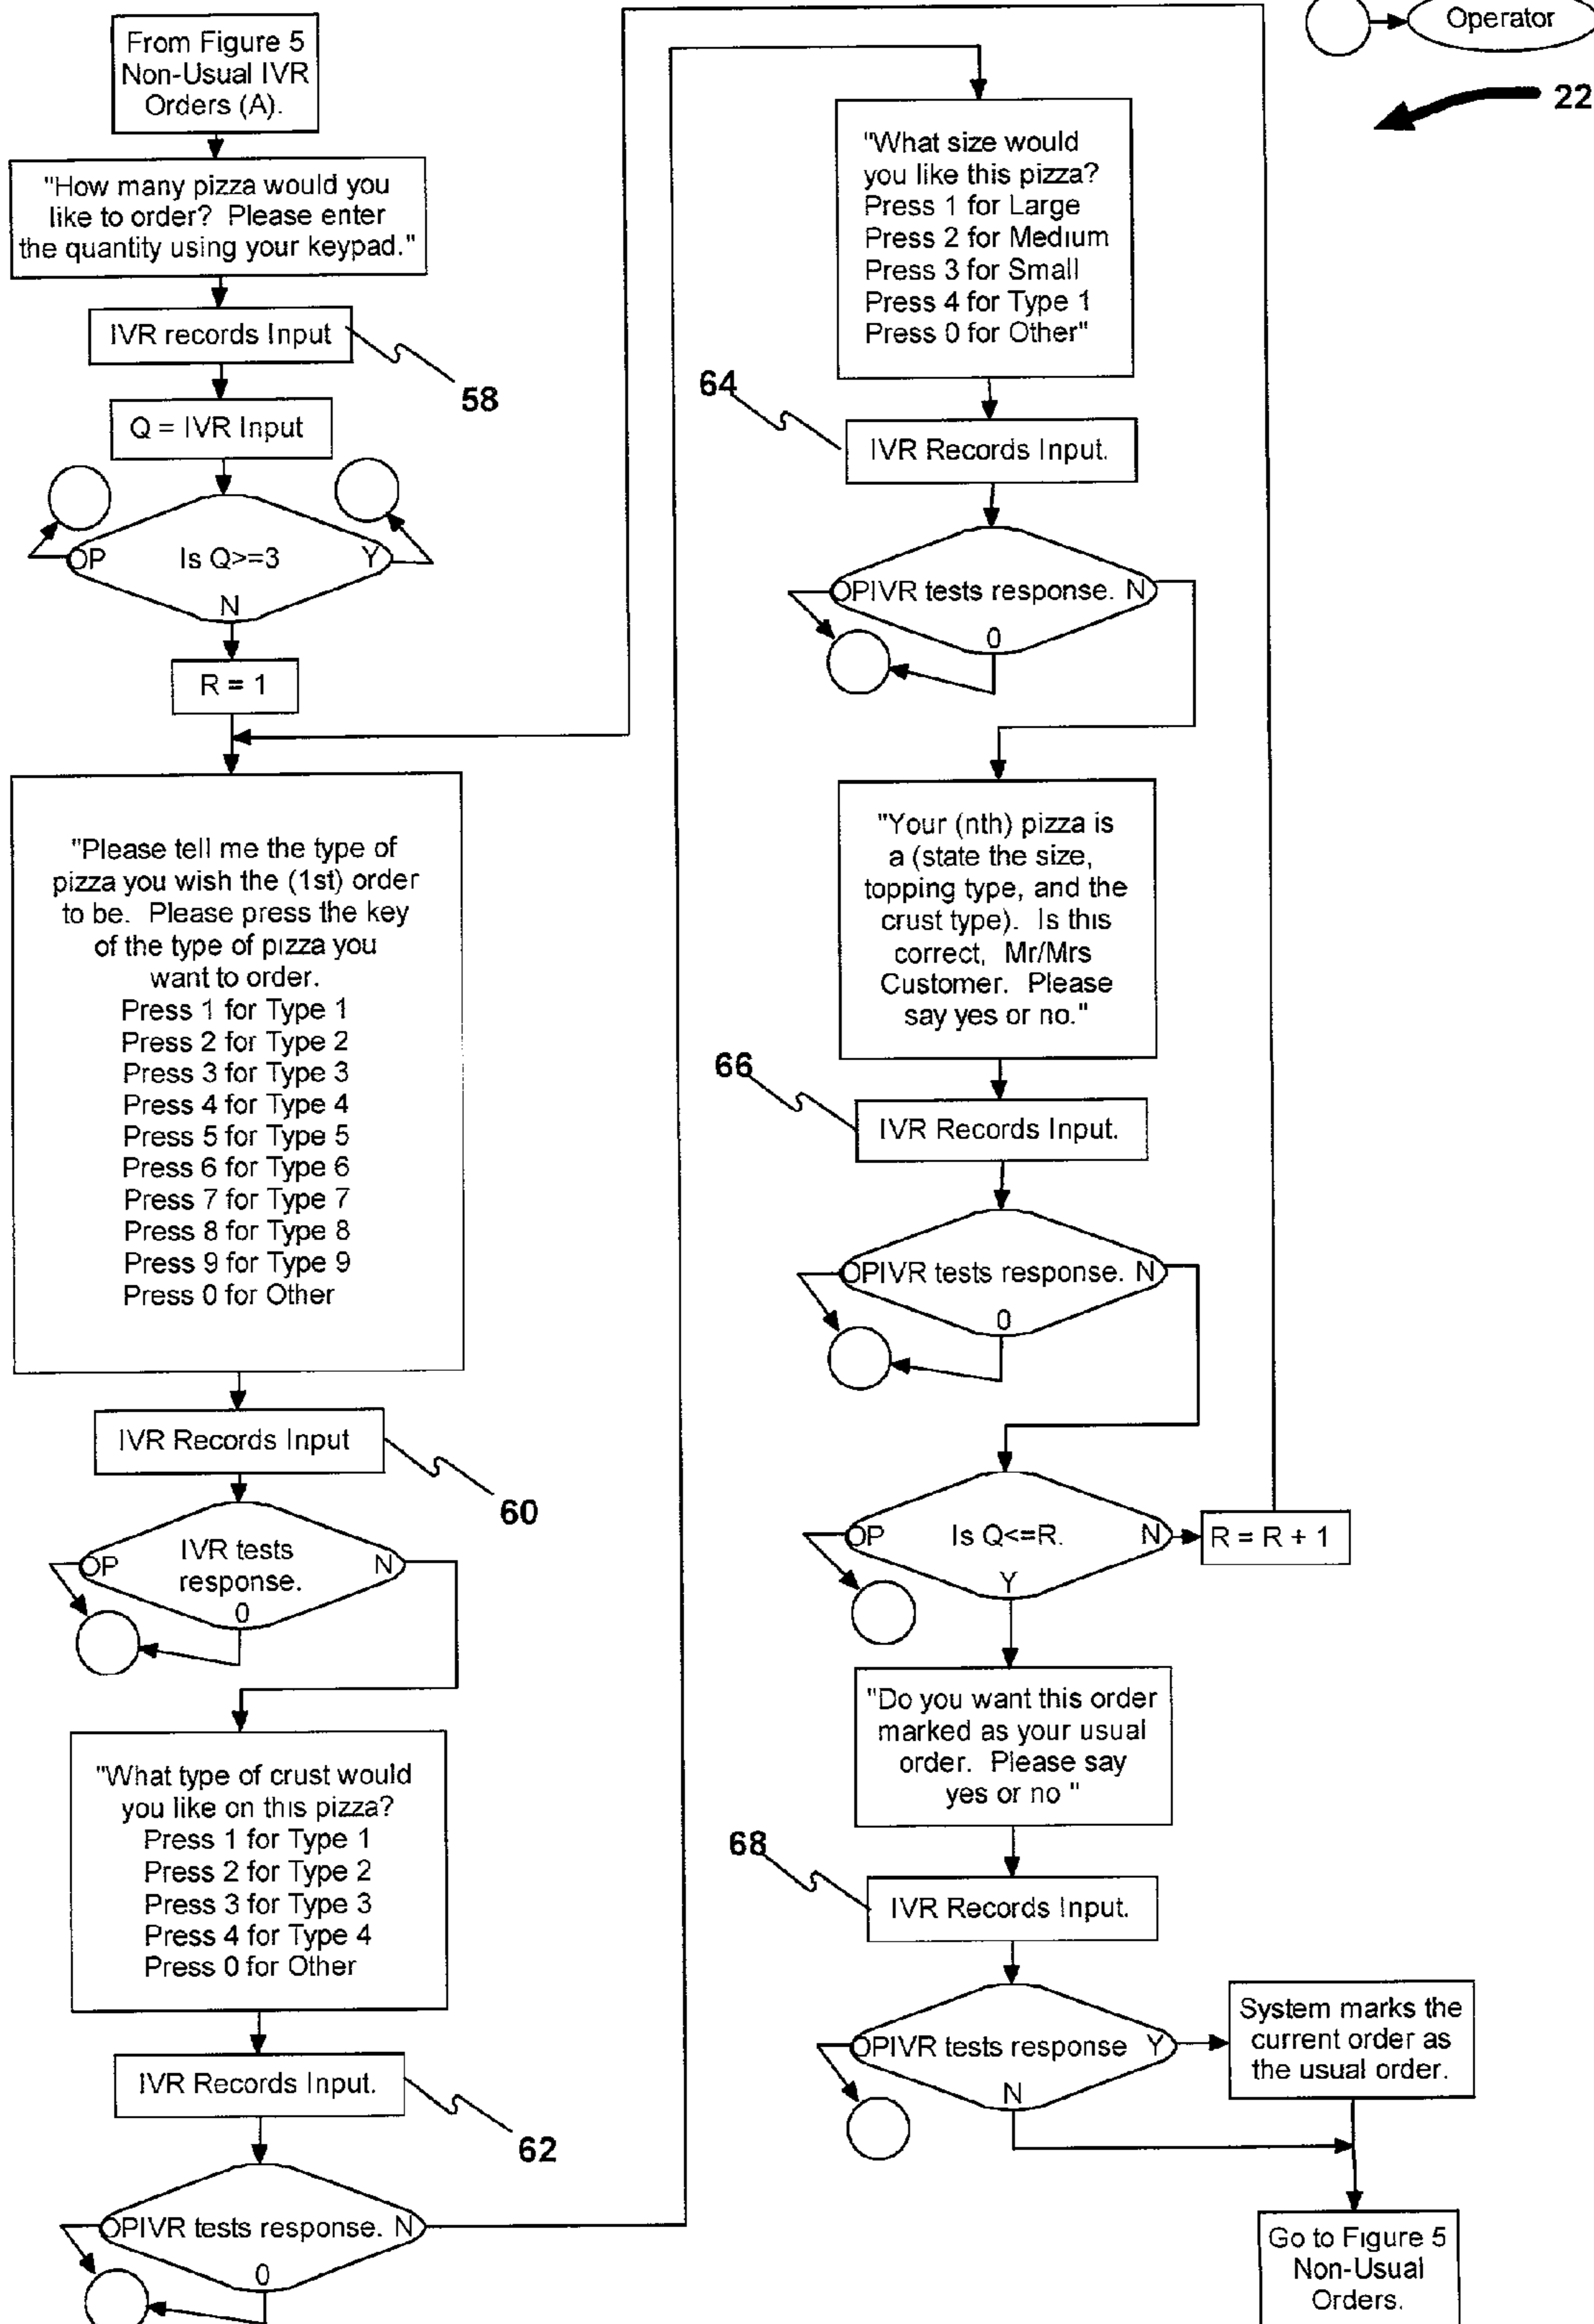 From Figure 5
Non-Usual IVR
Orders (A).
"How many pizza would you
like to order? Please enter
the quantity using your keypad."
IVR records Input
58
Q = IVR Input
OP
Is Q>=3
Y
N
R = 1
"Please tell me the type of
pizza you wish the (1st) order
to be. Please press the key
of the type of pizza you
want to order.
Press 1 for Type 1
Press 2 for Type 2
Press 3 for Type 3
Press 4 for Type 4
Press 5 for Type 5
Press 6 for Type 6
Press 7 for Type 7
Press 8 for Type 8
Press 9 for Type 9
Press 0 for Other
IVR Records Input
60
OP
IVR tests
response.
N
0
"What type of crust would
you like on this pizza?
Press 1 for Type 1
Press 2 for Type 2
Press 3 for Type 3
Press 4 for Type 4
Press 0 for Other
IVR Records Input.
62
OP
IVR tests response.
N
0
"What size would
you like this pizza?
Press 1 for Large
Press 2 for Medium
Press 3 for Small
Press 4 for Type 1
Press 0 for Other"
64
IVR Records Input.
OP
IVR tests response.
N
0
"Your (nth) pizza is
a (state the size,
topping type, and the
crust type). Is this
correct, Mr/Mrs
Customer. Please
say yes or no."
66
IVR Records Input.
OP
IVR tests response.
N
0
OP
Is Q<=R.
N
R = R + 1
Y
"Do you want this order
marked as your usual
order. Please say
yes or no "
68
IVR Records Input.
OP
IVR tests response
Y
N
System marks the
current order as
the usual order.
Go to Figure 5
Non-Usual
Orders.
Operator
22